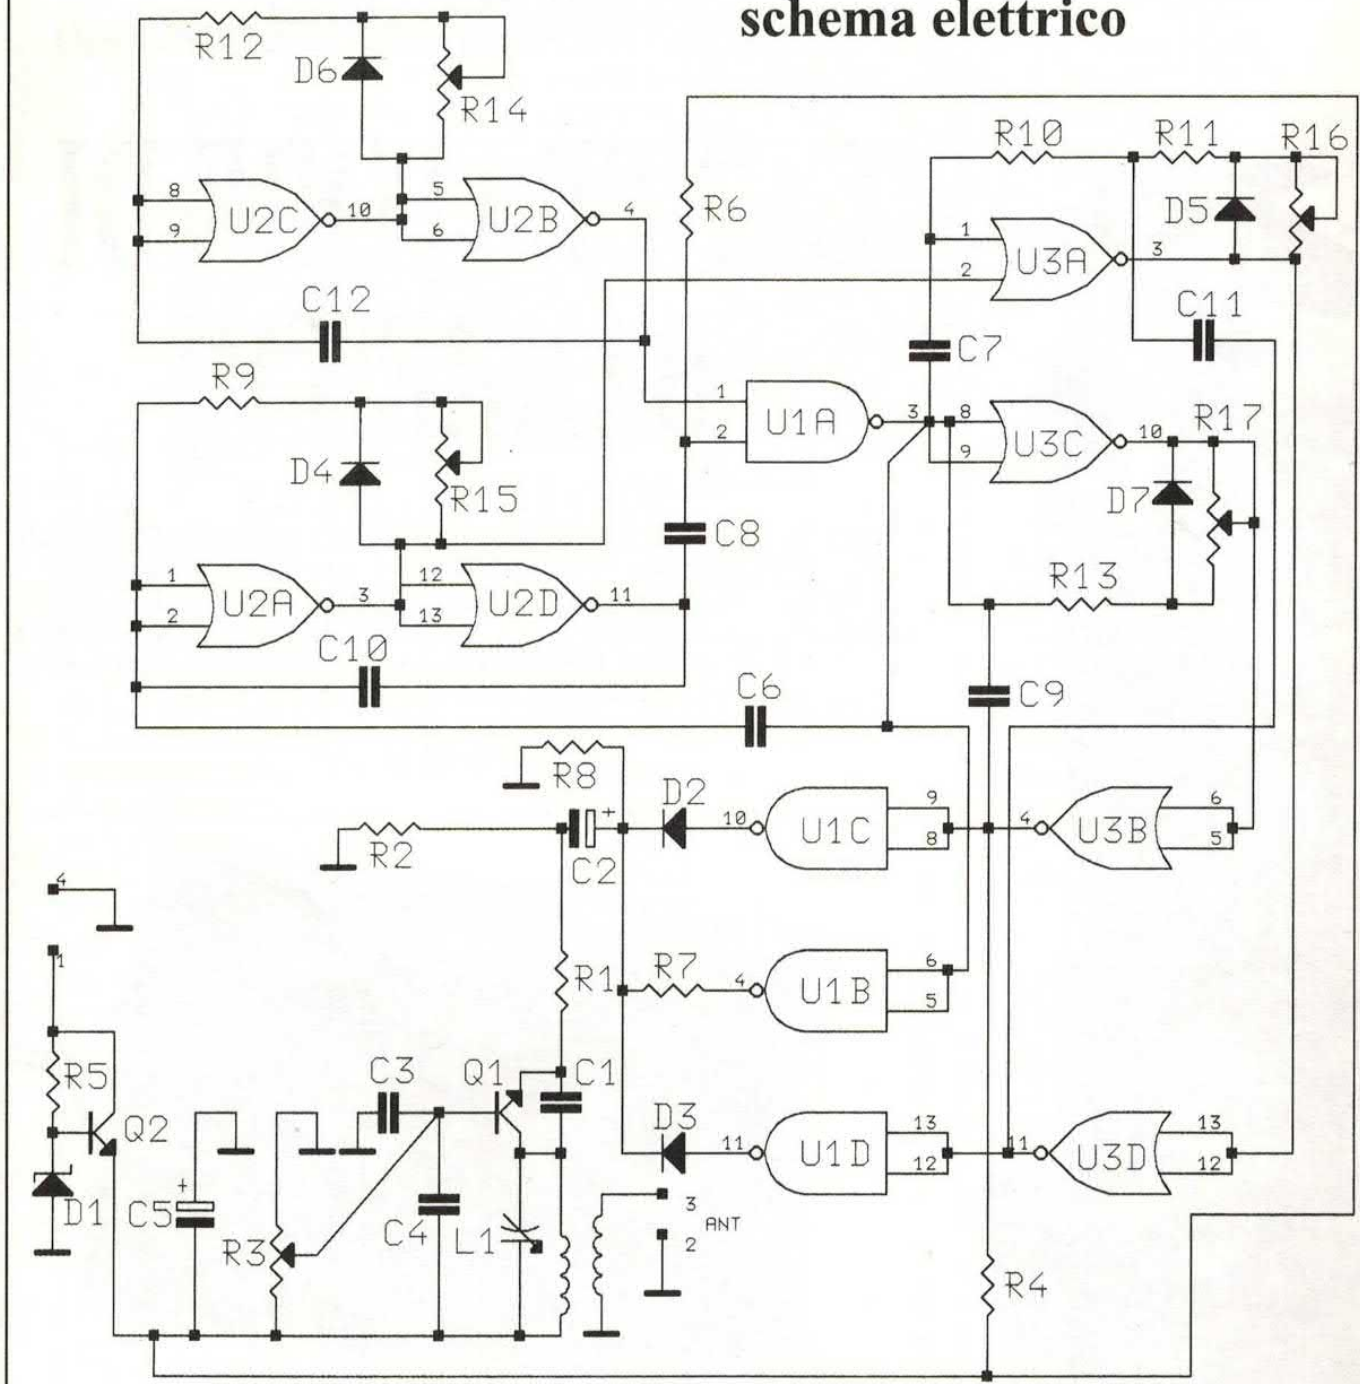 schema elettrico
R12
D6
R14
8
9
U2C
10
5
6
U2B
4
R6
R10
R11
R16
D5
1
2
U3A
3
C12
C11
C7
R9
1
2
U1A
3
8
9
U3C
10
R17
D4
R15
D7
C8
1
2
U2A
3
12
13
U2D
11
R13
C10
C6
C9
R8
D2
10
U1C
9
8
4
U3B
6
5
R2
C2
+
4
1
R1
R7
4
U1B
6
5
R5
C3
Q1
C1
D3
11
U1D
13
12
11
U3D
13
12
Q2
D1
+
C5
R3
C4
L1
3
ANT
2
R4